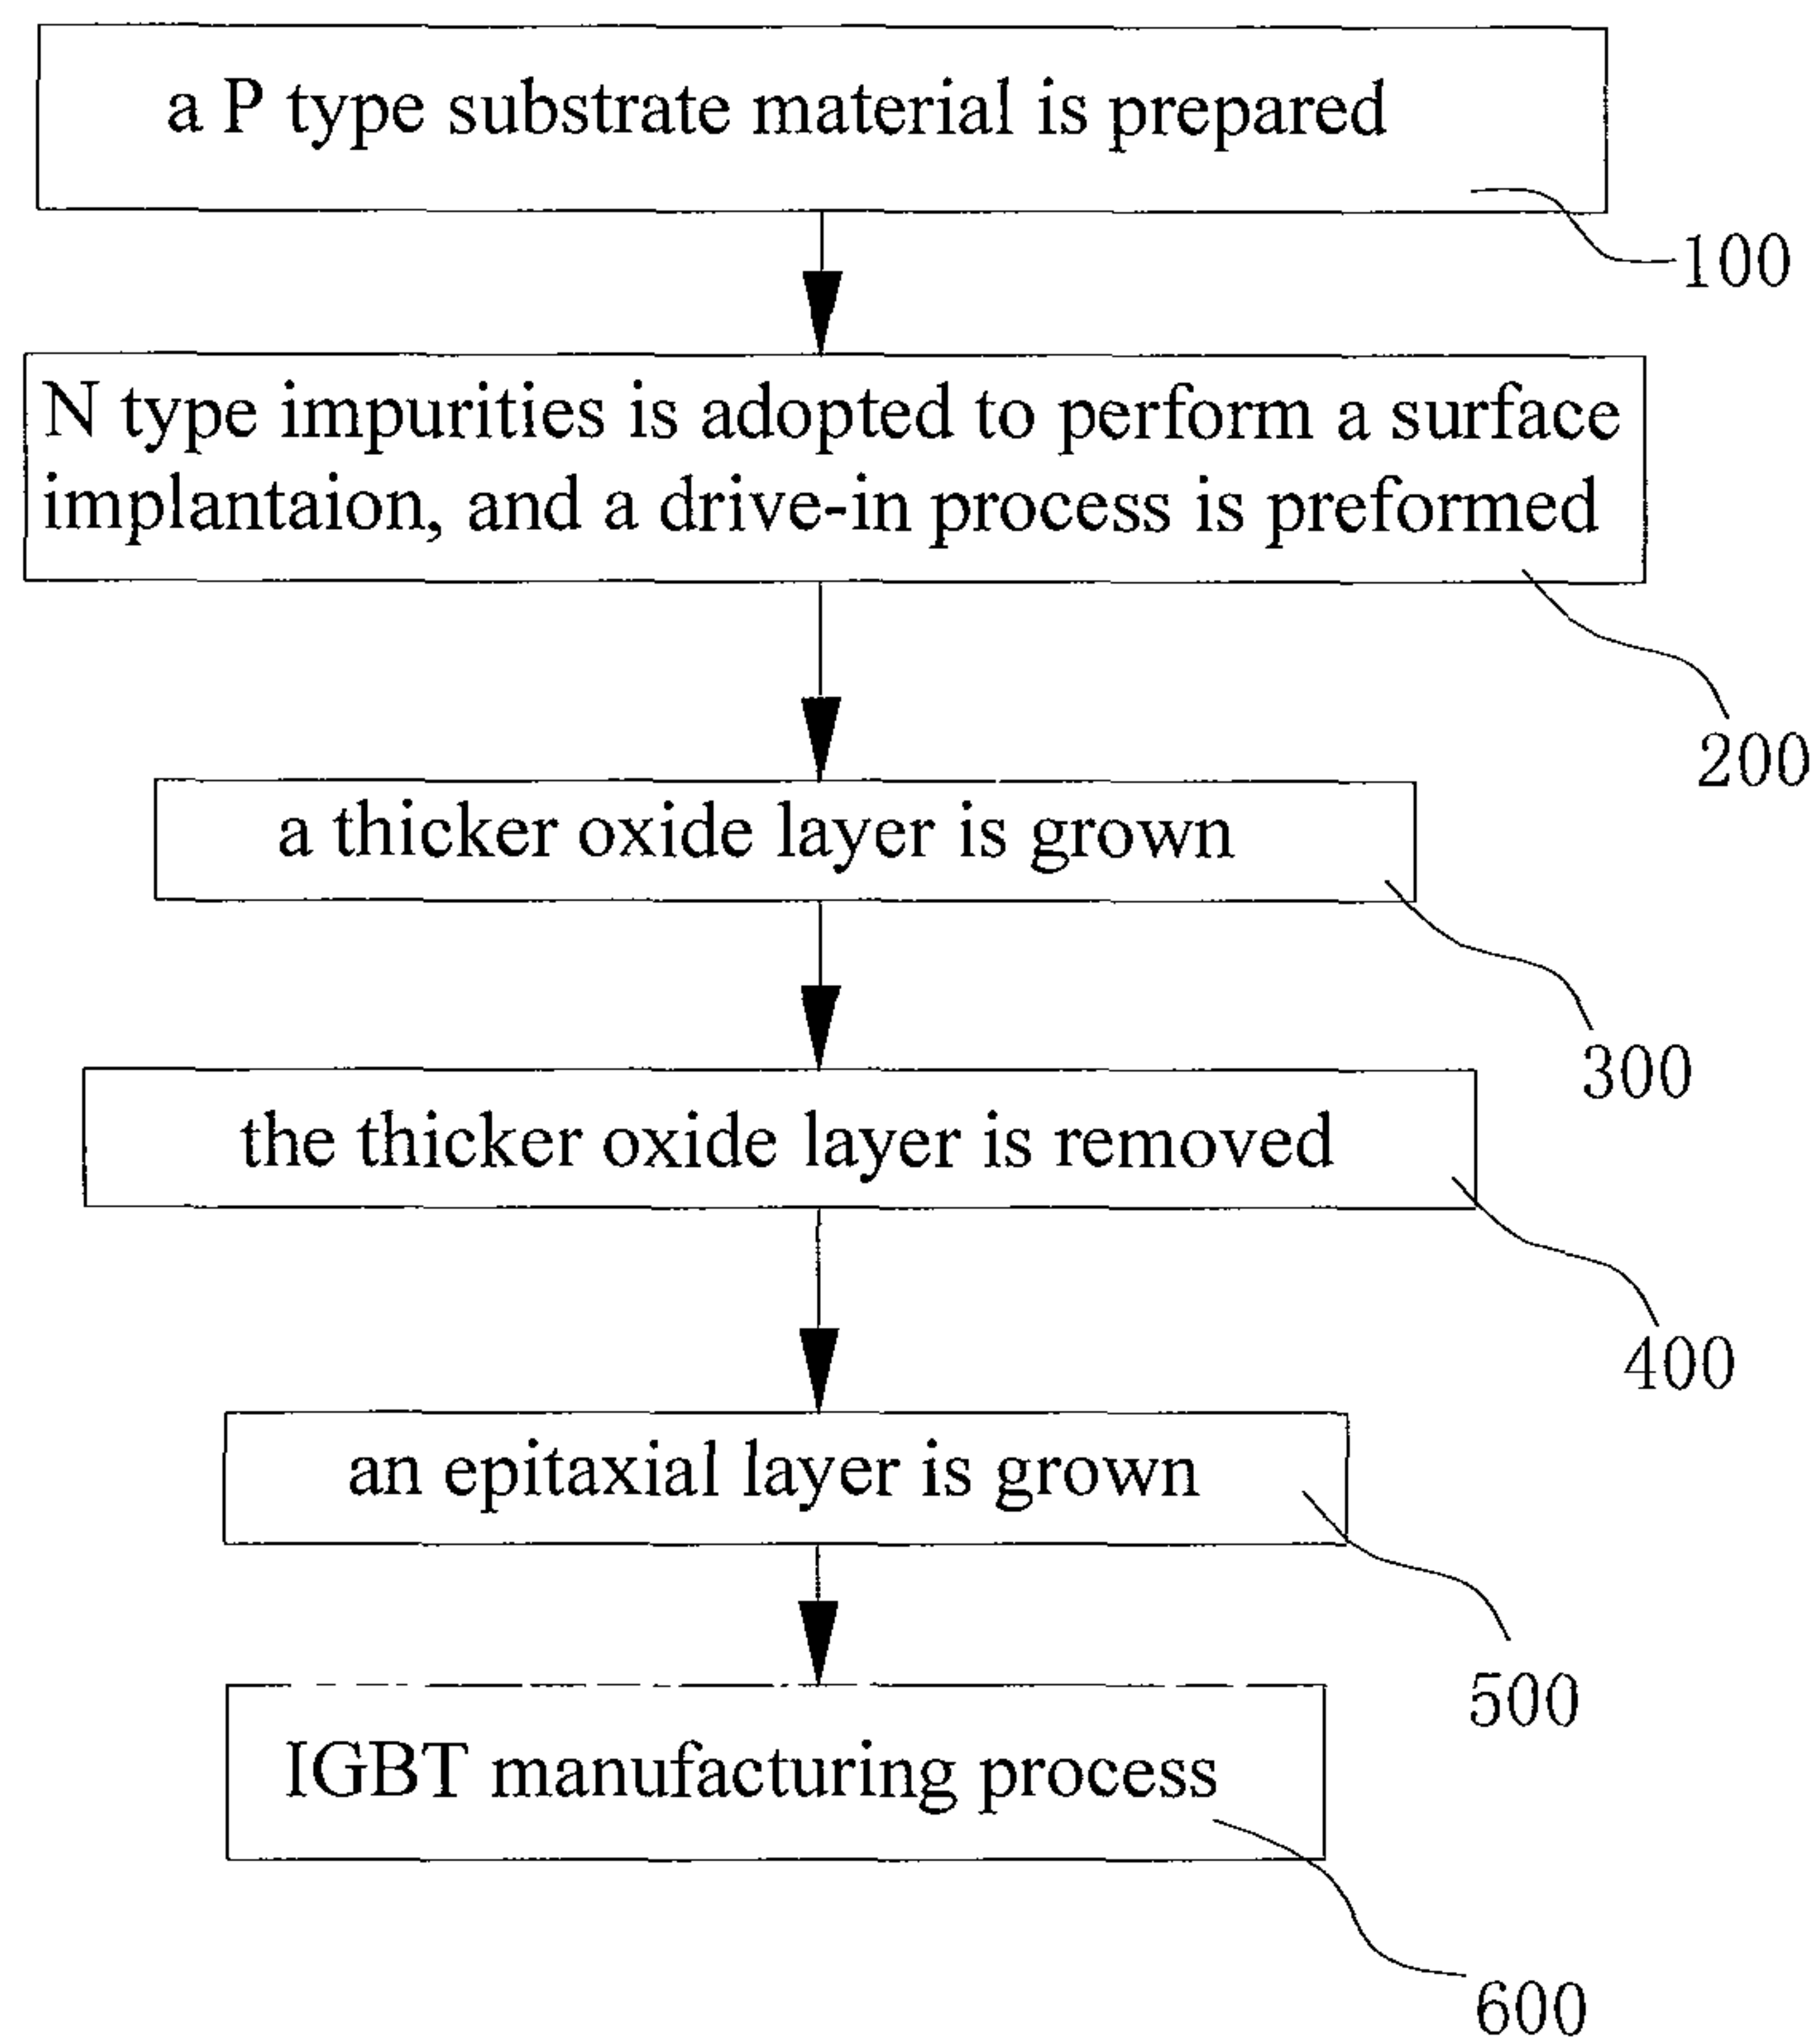 a P type substrate material is prepared
100
N type impurities is adopted to perform a surface
implantaion, and a drive-in process is preformed
200
a thicker oxide layer is grown
300
the thicker oxide layer is removed
400
an epitaxial layer is grown
500
IGBT manufacturing process
600